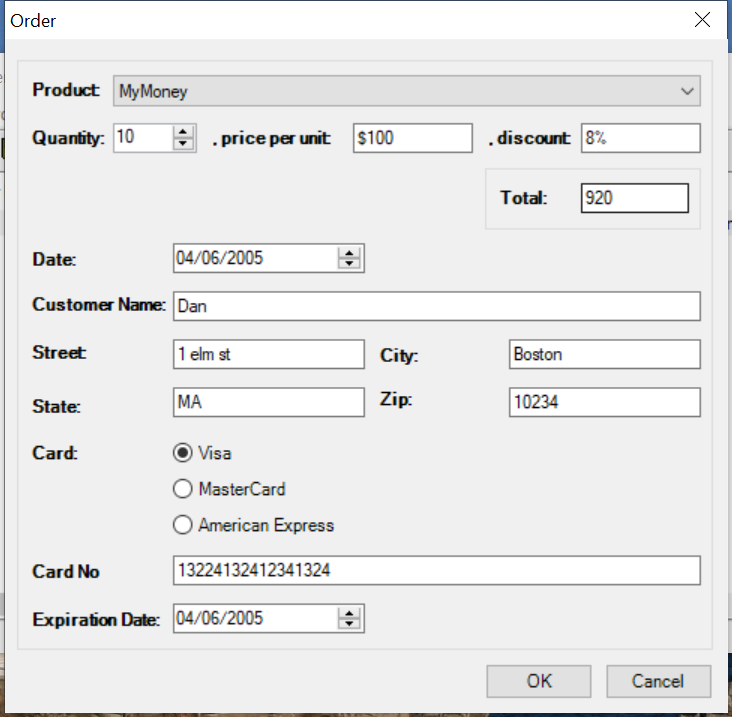 Order
Product: MyMoney
Quantity: 10 , price per unit: $100 , discount: 8%
Total: 920
Date: 04/06/2005
Customer Name: Dan
Street: 1 elm st City: Boston
State: MA Zip: 10234
Card: Visa
MasterCard
American Express
Card No 13224132412341324
Expiration Date: 04/06/2005
OK Cancel